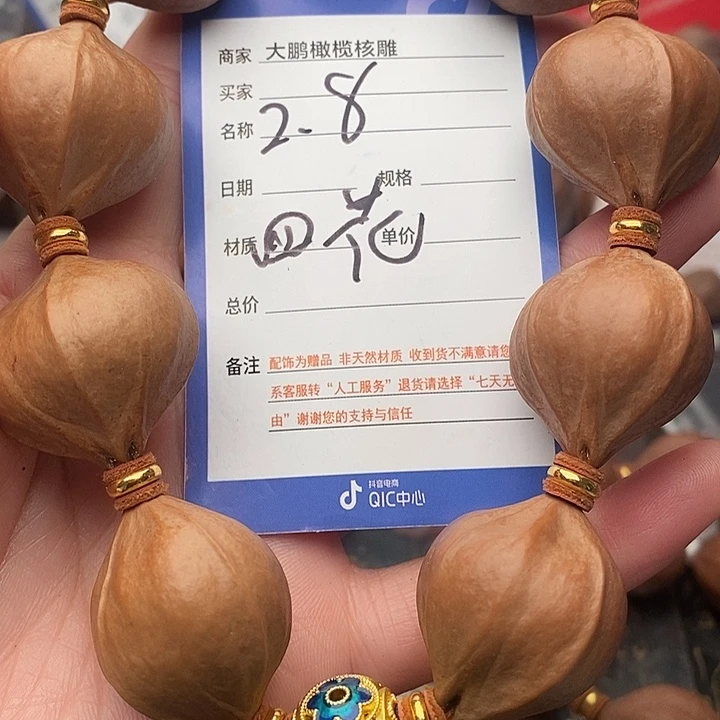 商家 大鹏橄榄核雕
买家
名称 2.8
日期 规格
材质 四花 单价
总价
备注 配饰为赠品 非天然材质 收到货不满意请您
系客服转“人工服务”退货请选择“七天无
由”谢谢您的支持与信任
抖音电商
QIC中心